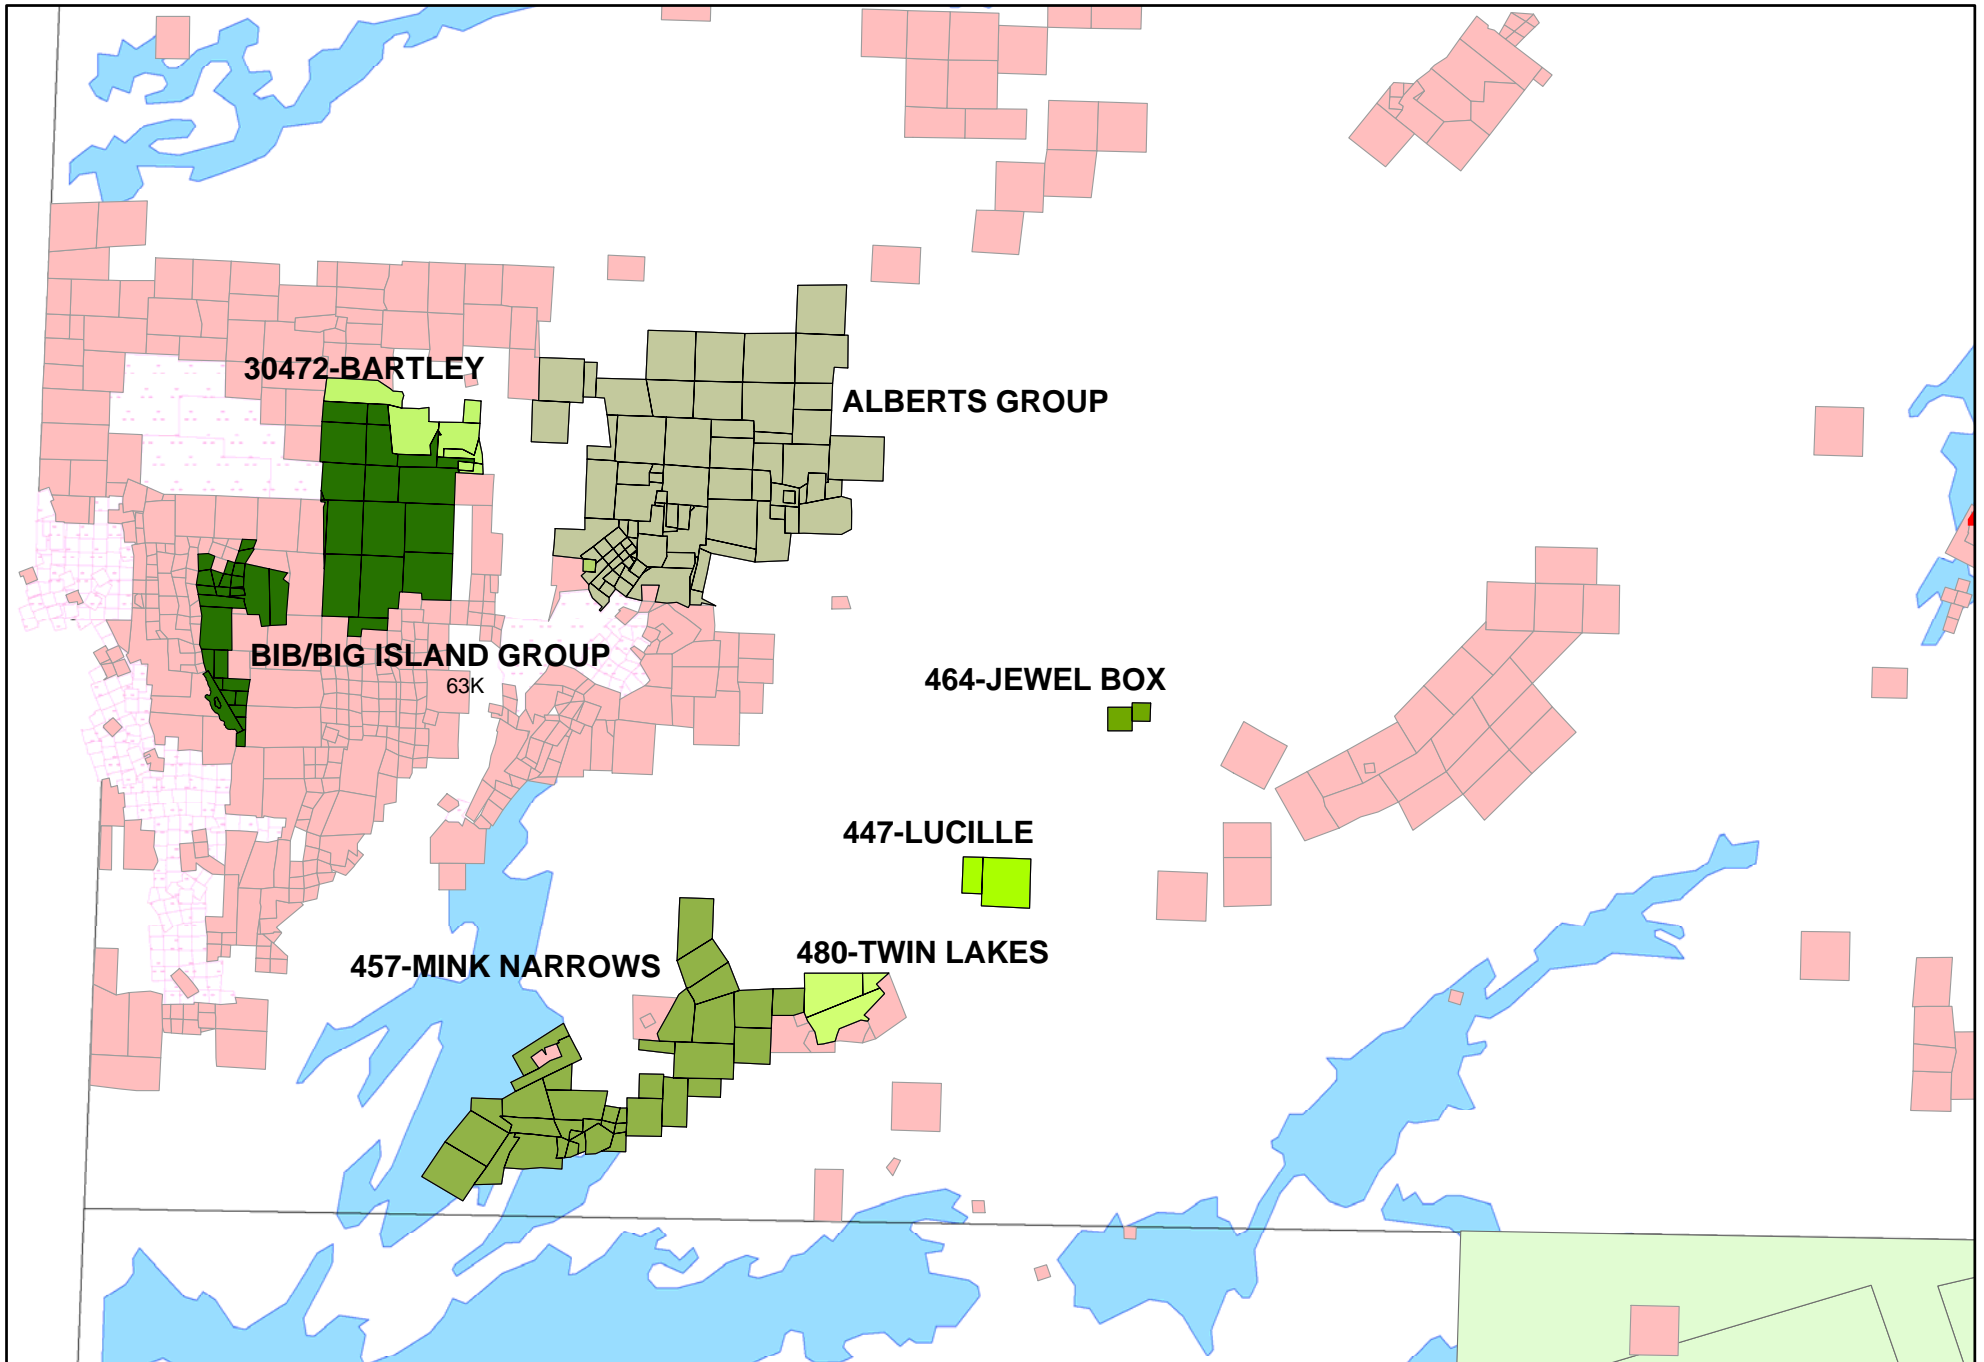 30472-BARTLEY
ALBERTS GROUP
BIB/BIG ISLAND GROUP
63K
464-JEWEL BOX
447-LUCILLE
480-TWIN LAKES
457-MINK NARROWS